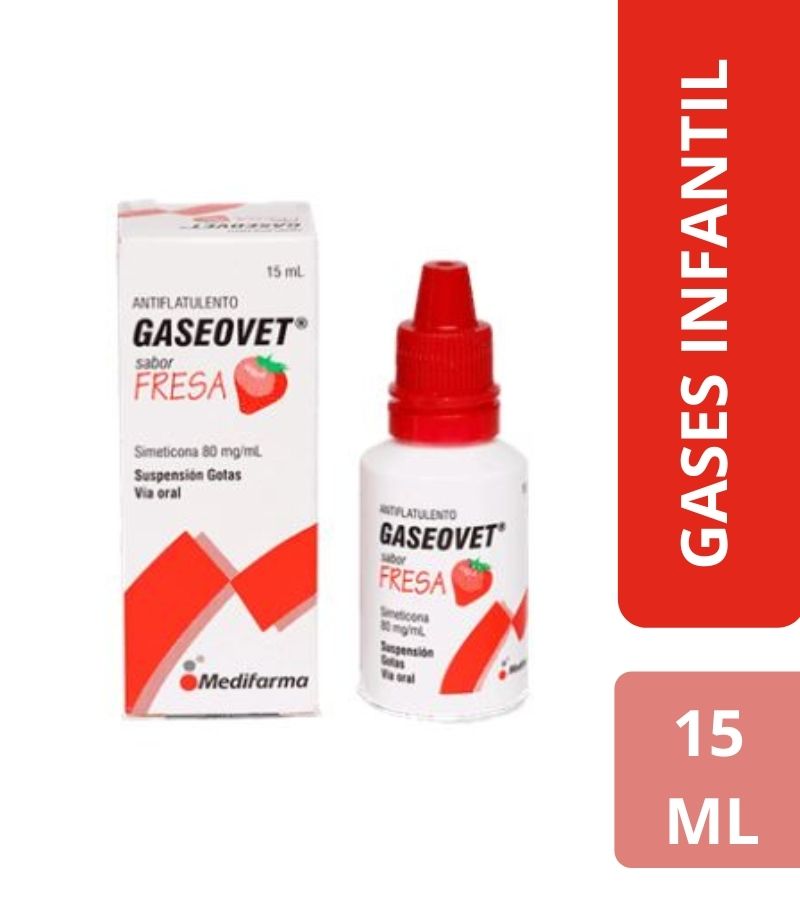 GASEOVET®
15 mL
ANTIFLATULENTO
GASEOVET®
sabor
FRESA
Simeticona 80 mg/mL
Suspensión Gotas
Vía oral
Medifarma
ANTIFLATULENTO
GASEOVET®
sabor
FRESA
Simeticona
80 mg/mL
Suspensión
Gotas
Vía oral
GASES INFANTIL
15
ML